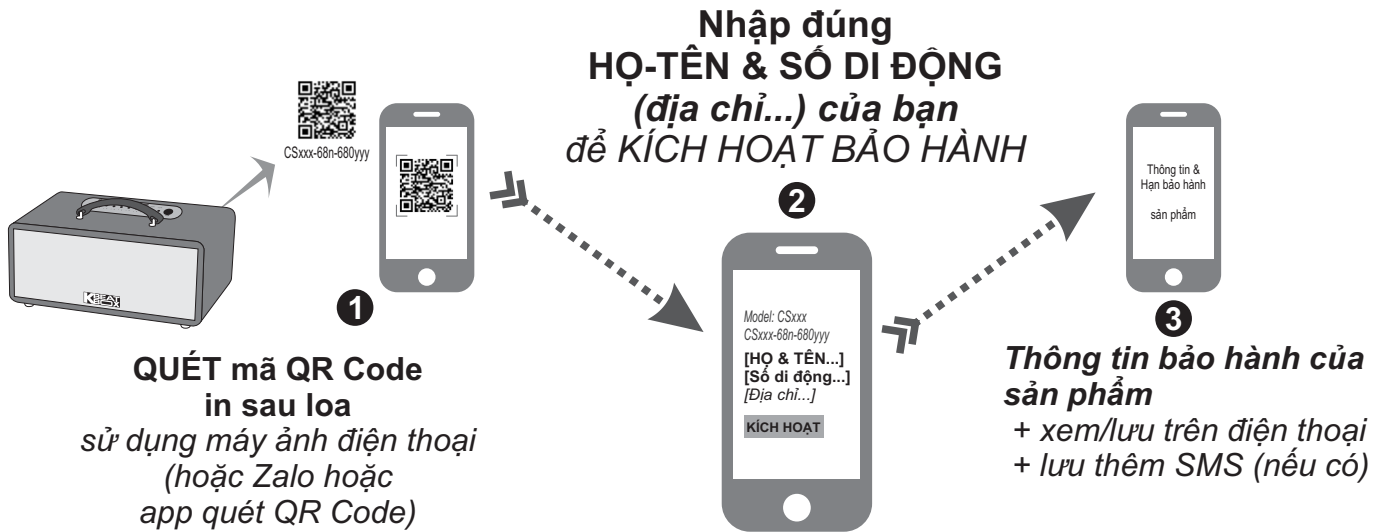 CSxxx-68n-680yyy
KBEATBOX
1
QUÉT mã QR Code
in sau loa
sử dụng máy ảnh điện thoại
(hoặc Zalo hoặc
app quét QR Code)
Nhập đúng
HỌ-TÊN & SỐ DI ĐỘNG
(địa chỉ...) của bạn
để KÍCH HOẠT BẢO HÀNH
2
Model: CSxxx
CSxxx-68n-680yyy
[HỌ & TÊN...]
[Số di động...]
[Địa chỉ...]
KÍCH HOẠT
Thông tin &
Hạn bảo hành
sản phẩm
3
Thông tin bảo hành của
sản phẩm
+ xem/lưu trên điện thoại
+ lưu thêm SMS (nếu có)